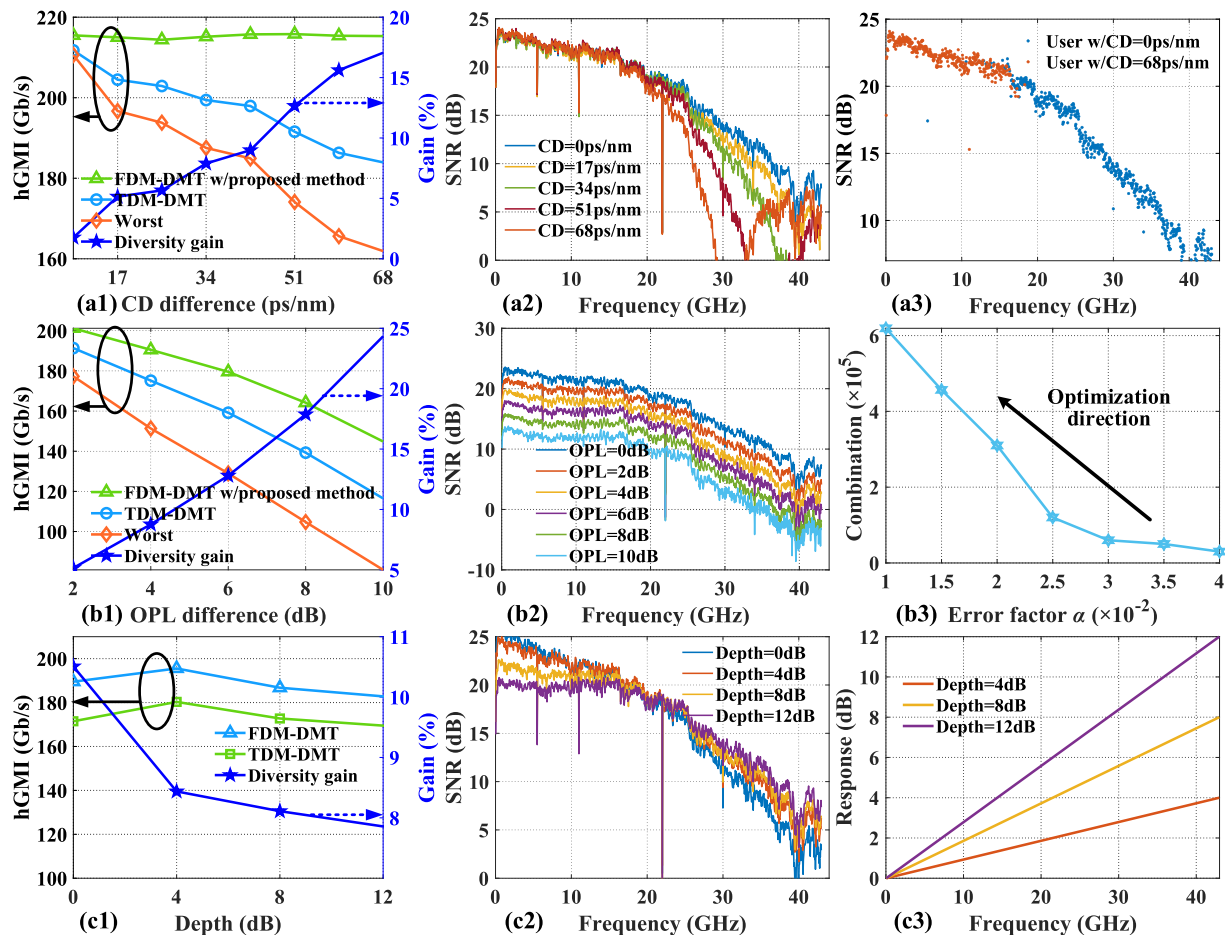 220
210
200
190
180
170
160
hGMI (Gb/s)
20
15
10
5
0
Gain (%)
FDM-DMT w/proposed method
TDM-DMT
Worst
Diversity gain
17
34
51
68
(a1) CD difference (ps/nm)
25
20
15
10
5
0
SNR (dB)
CD=0ps/nm
CD=17ps/nm
CD=34ps/nm
CD=51ps/nm
CD=68ps/nm
0
10
20
30
40
(a2)
Frequency (GHz)
25
20
15
10
SNR (dB)
User w/CD=0ps/nm
User w/CD=68ps/nm
0
10
20
30
40
(a3)
Frequency (GHz)
200
180
160
140
120
100
80
hGMI (Gb/s)
25
20
15
10
5
Gain (%)
FDM-DMT w/proposed method
TDM-DMT
Worst
Diversity gain
2
4
6
8
10
(b1) OPL difference (dB)
30
20
10
0
-10
SNR (dB)
OPL=0dB
OPL=2dB
OPL=4dB
OPL=6dB
OPL=8dB
OPL=10dB
0
10
20
30
40
(b2)
Frequency (GHz)
6
4
2
0
Combination (×10⁵)
Optimization
direction
1
1.5
2
2.5
3
3.5
4
(b3) Error factor α (×10⁻²)
200
180
160
140
120
100
hGMI (Gb/s)
11
10
9
8
Gain (%)
FDM-DMT
TDM-DMT
Diversity gain
0
4
8
12
(c1)
Depth (dB)
25
20
15
10
5
0
SNR (dB)
Depth=0dB
Depth=4dB
Depth=8dB
Depth=12dB
0
10
20
30
40
(c2)
Frequency (GHz)
12
10
8
6
4
2
0
Response (dB)
Depth=4dB
Depth=8dB
Depth=12dB
0
10
20
30
40
(c3)
Frequency (GHz)